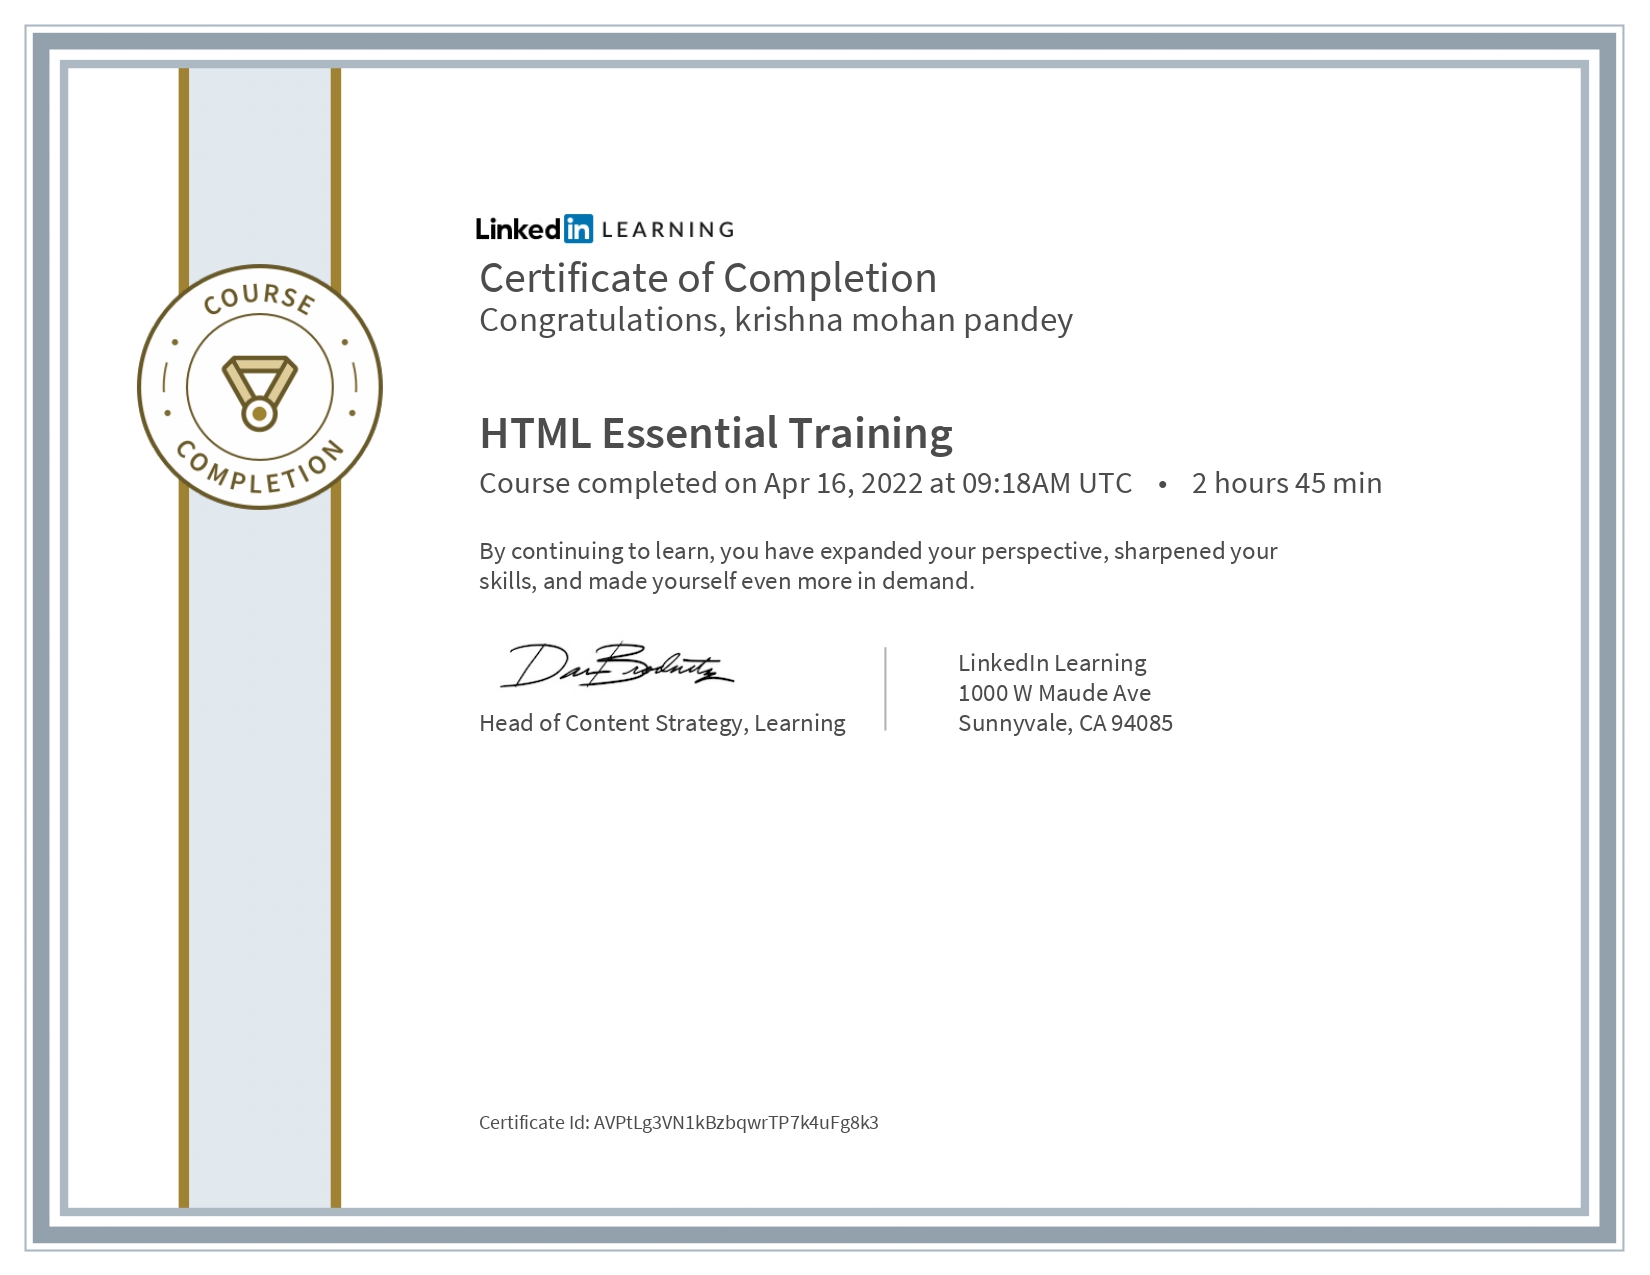 COURSE
COMPLETION
Linked in LEARNING
Certificate of Completion
Congratulations, krishna mohan pandey
HTML Essential Training
Course completed on Apr 16, 2022 at 09:18AM UTC • 2 hours 45 min
By continuing to learn, you have expanded your perspective, sharpened your
skills, and made yourself even more in demand.
Head of Content Strategy, Learning
LinkedIn Learning
1000 W Maude Ave
Sunnyvale, CA 94085
Certificate Id: AVPtLg3VN1kBzbqwrTP7k4uFg8k3